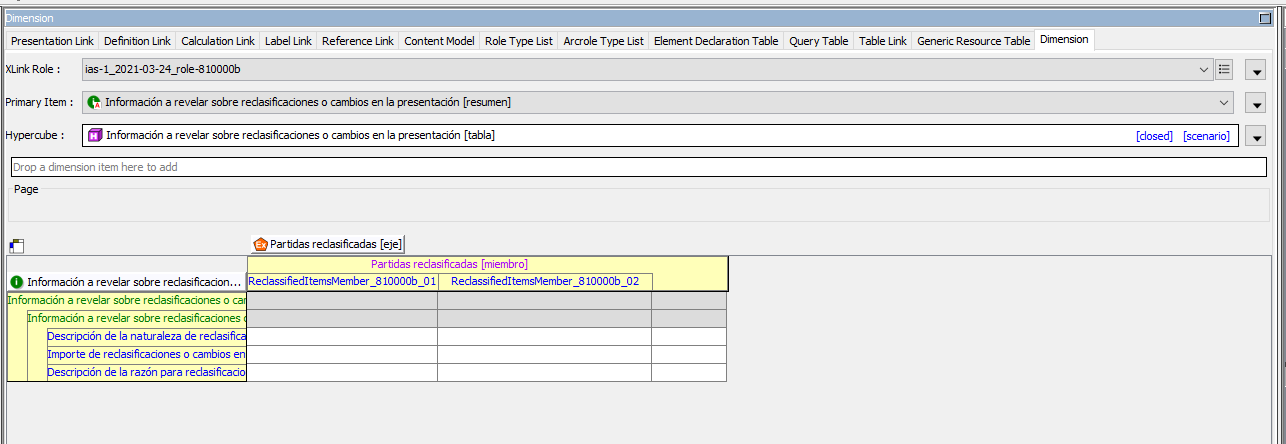 Dimension
Presentation Link Definition Link Calculation Link Label Link Reference Link Content Model Role Type List Arcrole Type List Element Declaration Table Query Table Table Link Generic Resource Table Dimension
XLink Role : ias-1_2021-03-24_role-810000b
Primary Item : Información a revelar sobre reclasificaciones o cambios en la presentación [resumen]
Hypercube : H Información a revelar sobre reclasificaciones o cambios en la presentación [tabla] [closed] [scenario]
Drop a dimension item here to add
Page
Ex Partidas reclasificadas [eje]
Partidas reclasificadas [miembro]
Información a revelar sobre reclasificacion... ReclassifiedItemsMember_810000b_01 ReclassifiedItemsMember_810000b_02
Información a revelar sobre reclasificaciones o car
Información a revelar sobre reclasificaciones o
Descripción de la naturaleza de reclasifica
Importe de reclasificaciones o cambios en
Descripción de la razón para reclasificacio